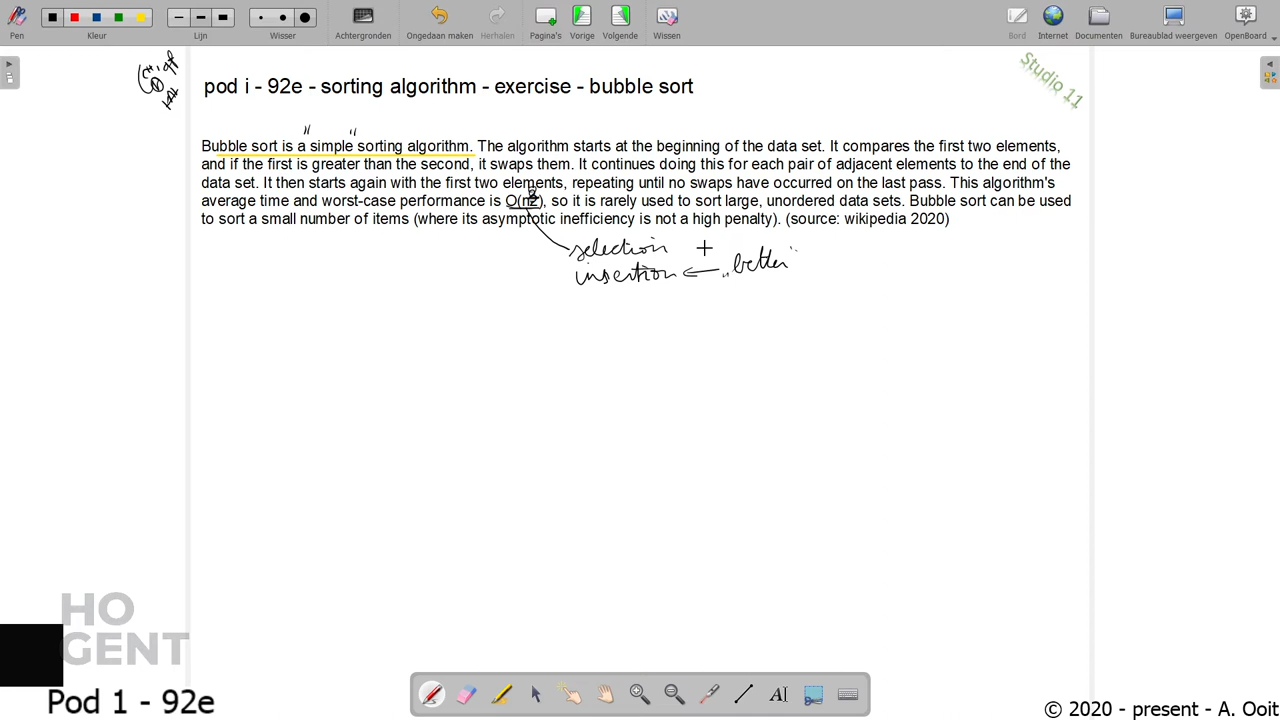 Pen
Kleur
Lijn
Wisser
Achtergronden
Ongedaan maken
Herhalen
Pagina's
Vorige
Volgende
Wissen
Bord
Internet
Documenten
Bureaublad weergeven
OpenBoard
Studio 11
pod i - 92e - sorting algorithm - exercise - bubble sort
Bubble sort is a "simple" sorting algorithm. The algorithm starts at the beginning of the data set. It compares the first two elements,
and if the first is greater than the second, it swaps them. It continues doing this for each pair of adjacent elements to the end of the
data set. It then starts again with the first two elements, repeating until no swaps have occurred on the last pass. This algorithm's
average time and worst-case performance is O(n2), so it is rarely used to sort large, unordered data sets. Bubble sort can be used
to sort a small number of items (where its asymptotic inefficiency is not a high penalty). (source: wikipedia 2020)
selection +
insertion ← "better"
HO
GENT
Pod 1 - 92e
© 2020 - present - A. Ooit